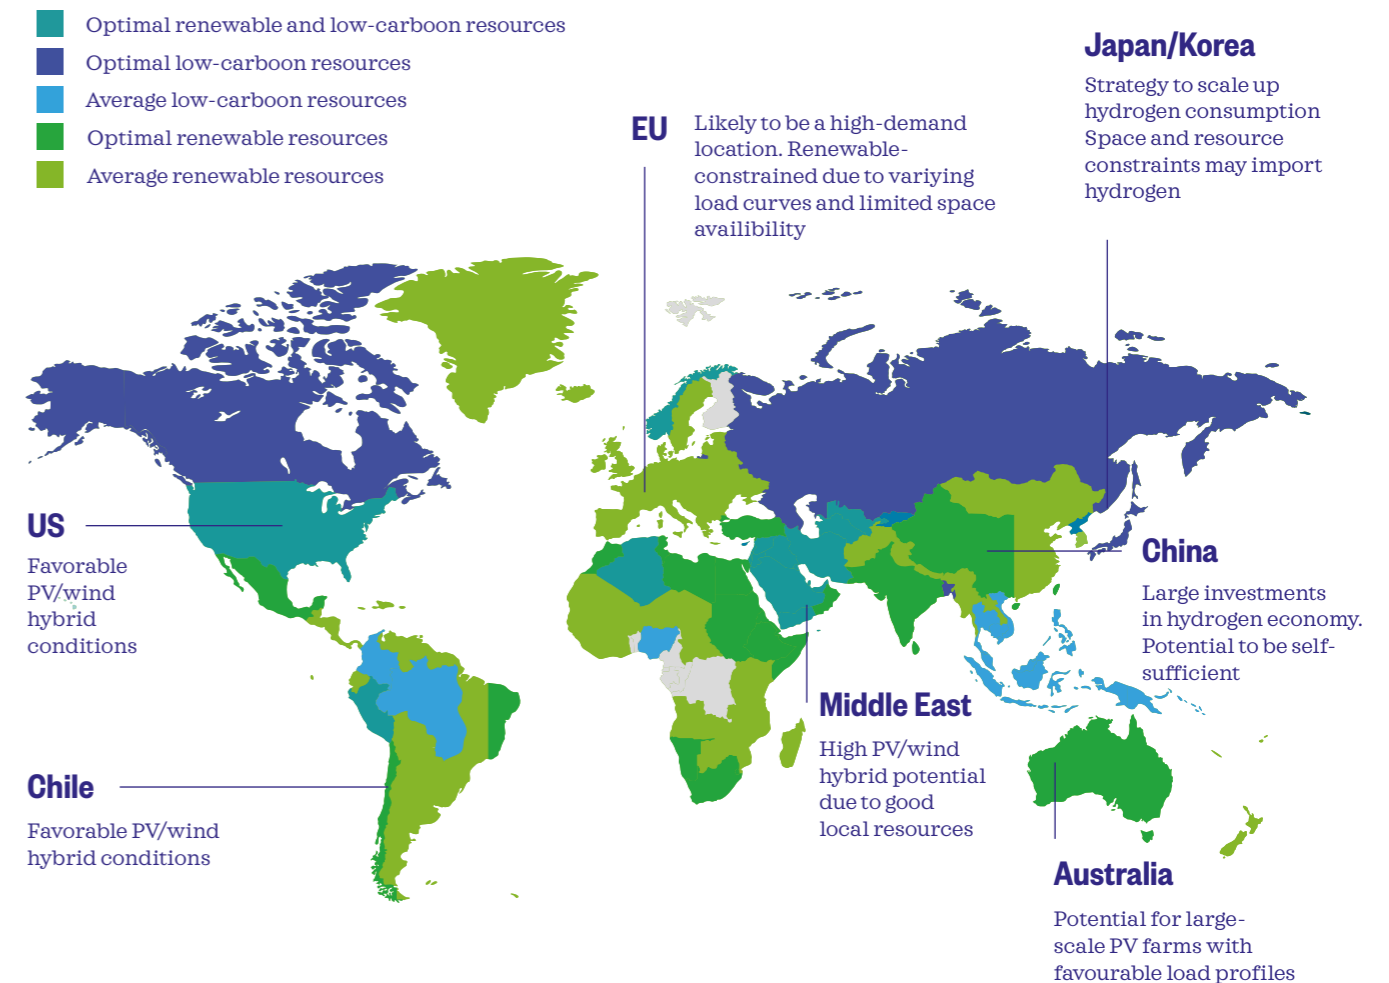 Optimal renewable and low-carboon resources
Optimal low-carboon resources
Average low-carboon resources
Optimal renewable resources
Average renewable resources
EU
Likely to be a high-demand
location. Renewable-
constrained due to variying
load curves and limited space
availibility
Japan/Korea
Strategy to scale up
hydrogen consumption
Space and resource
constraints may import
hydrogen
US
Favorable
PV/wind
hybrid
conditions
China
Large investments
in hydrogen economy.
Potential to be self-
sufficient
Middle East
High PV/wind
hybrid potential
due to good
local resources
Chile
Favorable PV/wind
hybrid conditions
Australia
Potential for large-
scale PV farms with
favourable load profiles